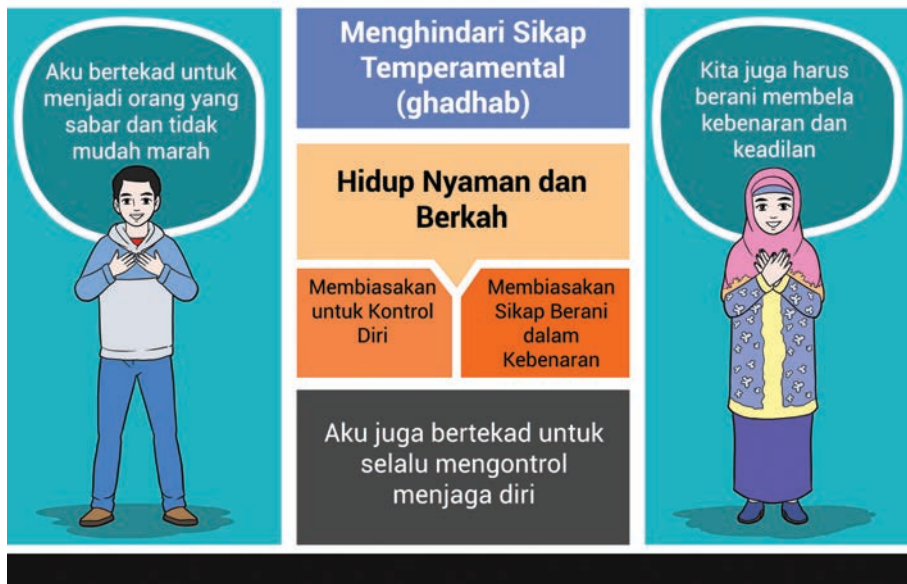 Aku bertekad untuk
menjadi orang yang
sabar dan tidak
mudah marah
Menghindari Sikap
Temperamental
(ghadhab)
Hidup Nyaman dan
Berkah
Membiasakan
untuk Kontrol
Diri
Membiasakan
Sikap Berani
dalam
Kebenaran
Aku juga bertekad untuk
selalu mengontrol
menjaga diri
Kita juga harus
berani membela
kebenaran dan
keadilan